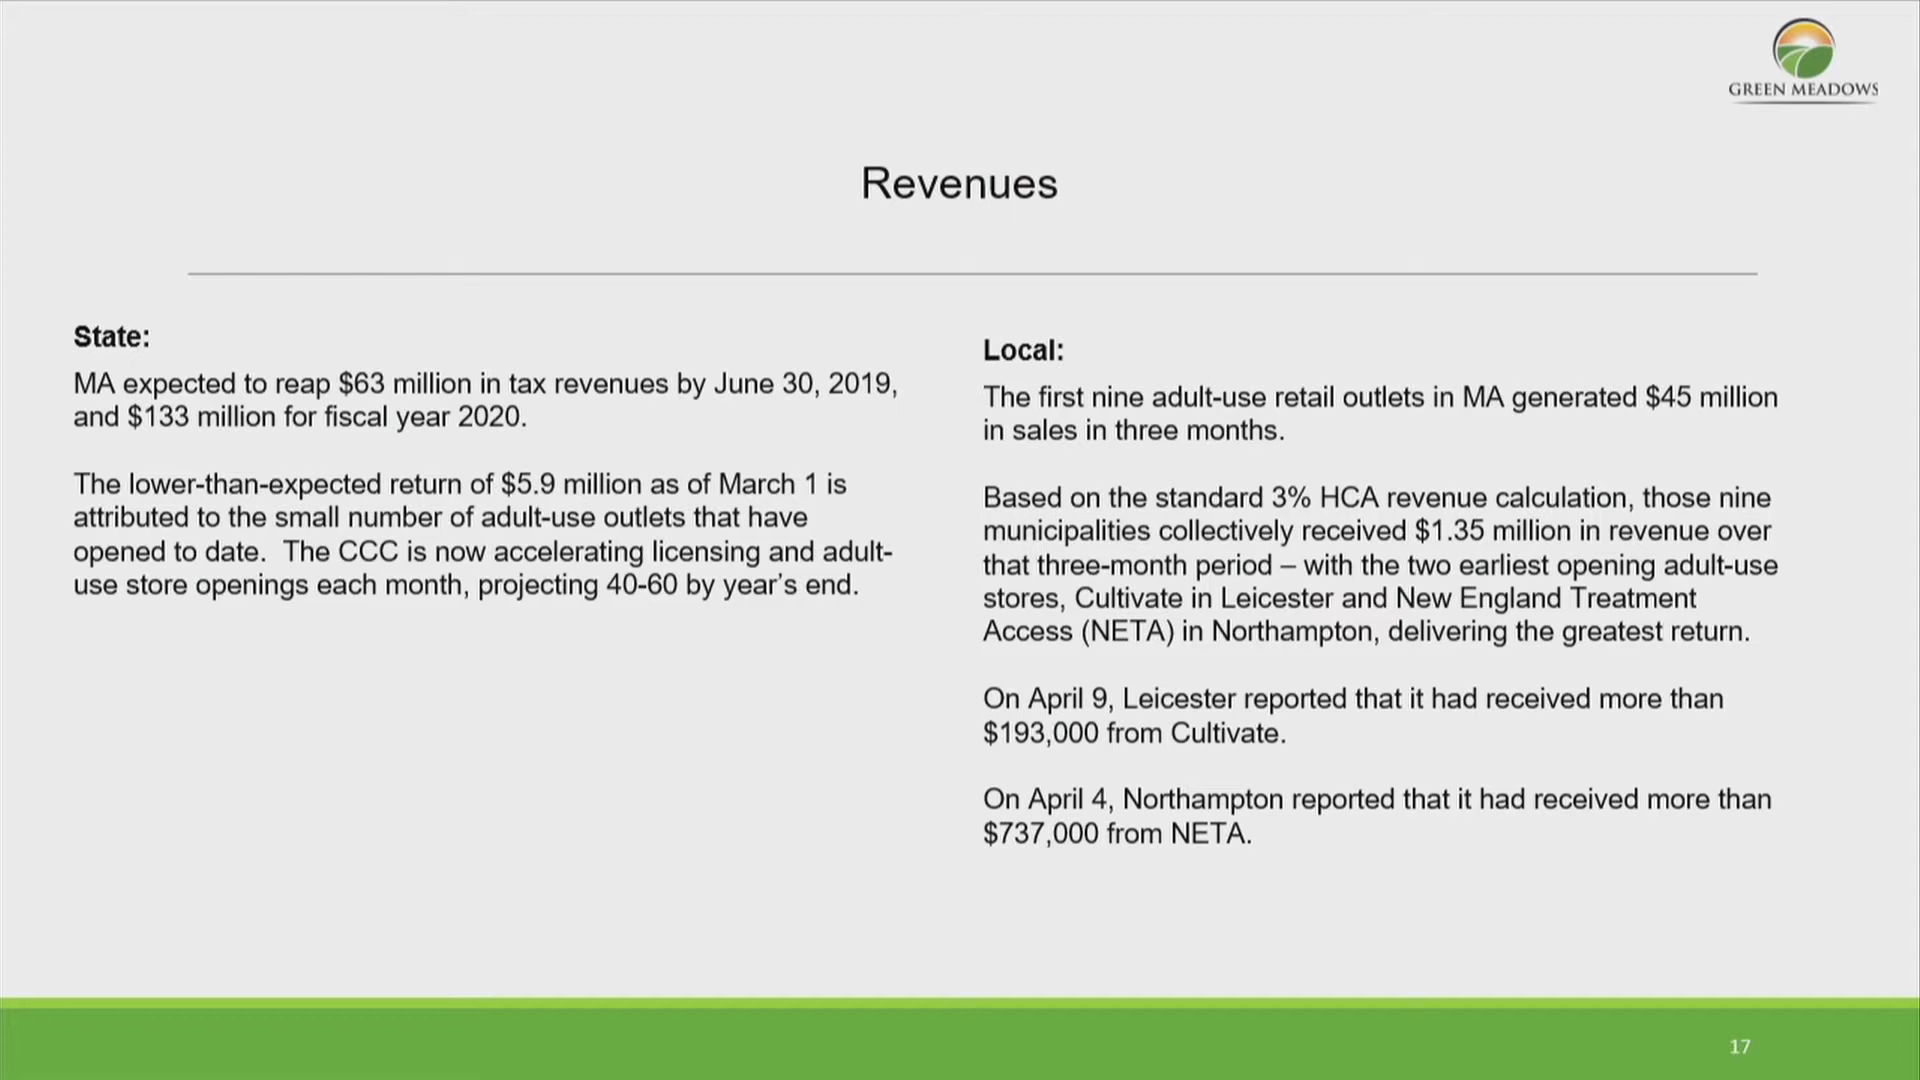 GREEN MEADOWS
Revenues
State:
MA expected to reap $63 million in tax revenues by June 30, 2019,
and $133 million for fiscal year 2020.
The lower-than-expected return of $5.9 million as of March 1 is
attributed to the small number of adult-use outlets that have
opened to date.  The CCC is now accelerating licensing and adult-
use store openings each month, projecting 40-60 by year’s end.
Local:
The first nine adult-use retail outlets in MA generated $45 million
in sales in three months.
Based on the standard 3% HCA revenue calculation, those nine
municipalities collectively received $1.35 million in revenue over
that three-month period – with the two earliest opening adult-use
stores, Cultivate in Leicester and New England Treatment
Access (NETA) in Northampton, delivering the greatest return.
On April 9, Leicester reported that it had received more than
$193,000 from Cultivate.
On April 4, Northampton reported that it had received more than
$737,000 from NETA.
17